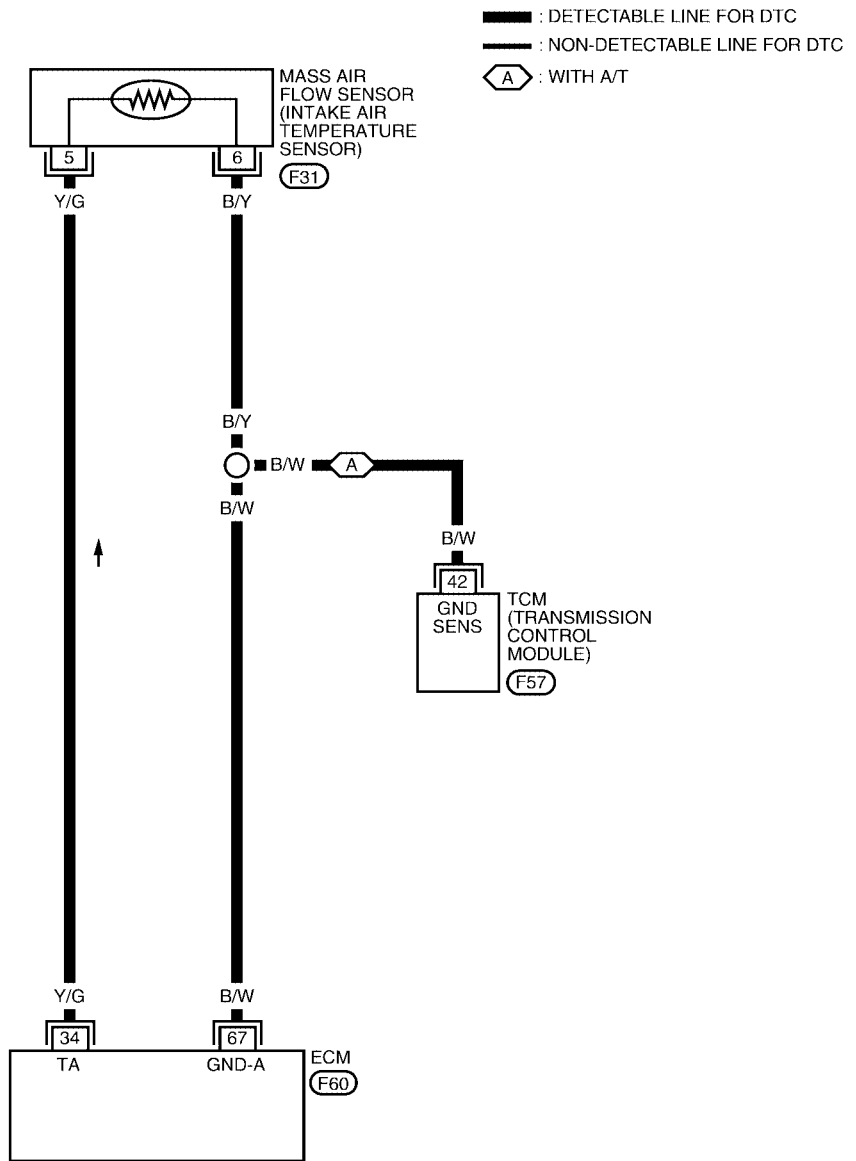 : DETECTABLE LINE FOR DTC
: NON-DETECTABLE LINE FOR DTC
A : WITH A/T
MASS AIR
FLOW SENSOR
(INTAKE AIR
TEMPERATURE
SENSOR)
F31
5
6
Y/G
B/Y
B/Y
B/W
A
B/W
B/W
42
GND
SENS
TCM
(TRANSMISSION
CONTROL
MODULE)
F57
Y/G
B/W
34
67
TA
GND-A
ECM
F60